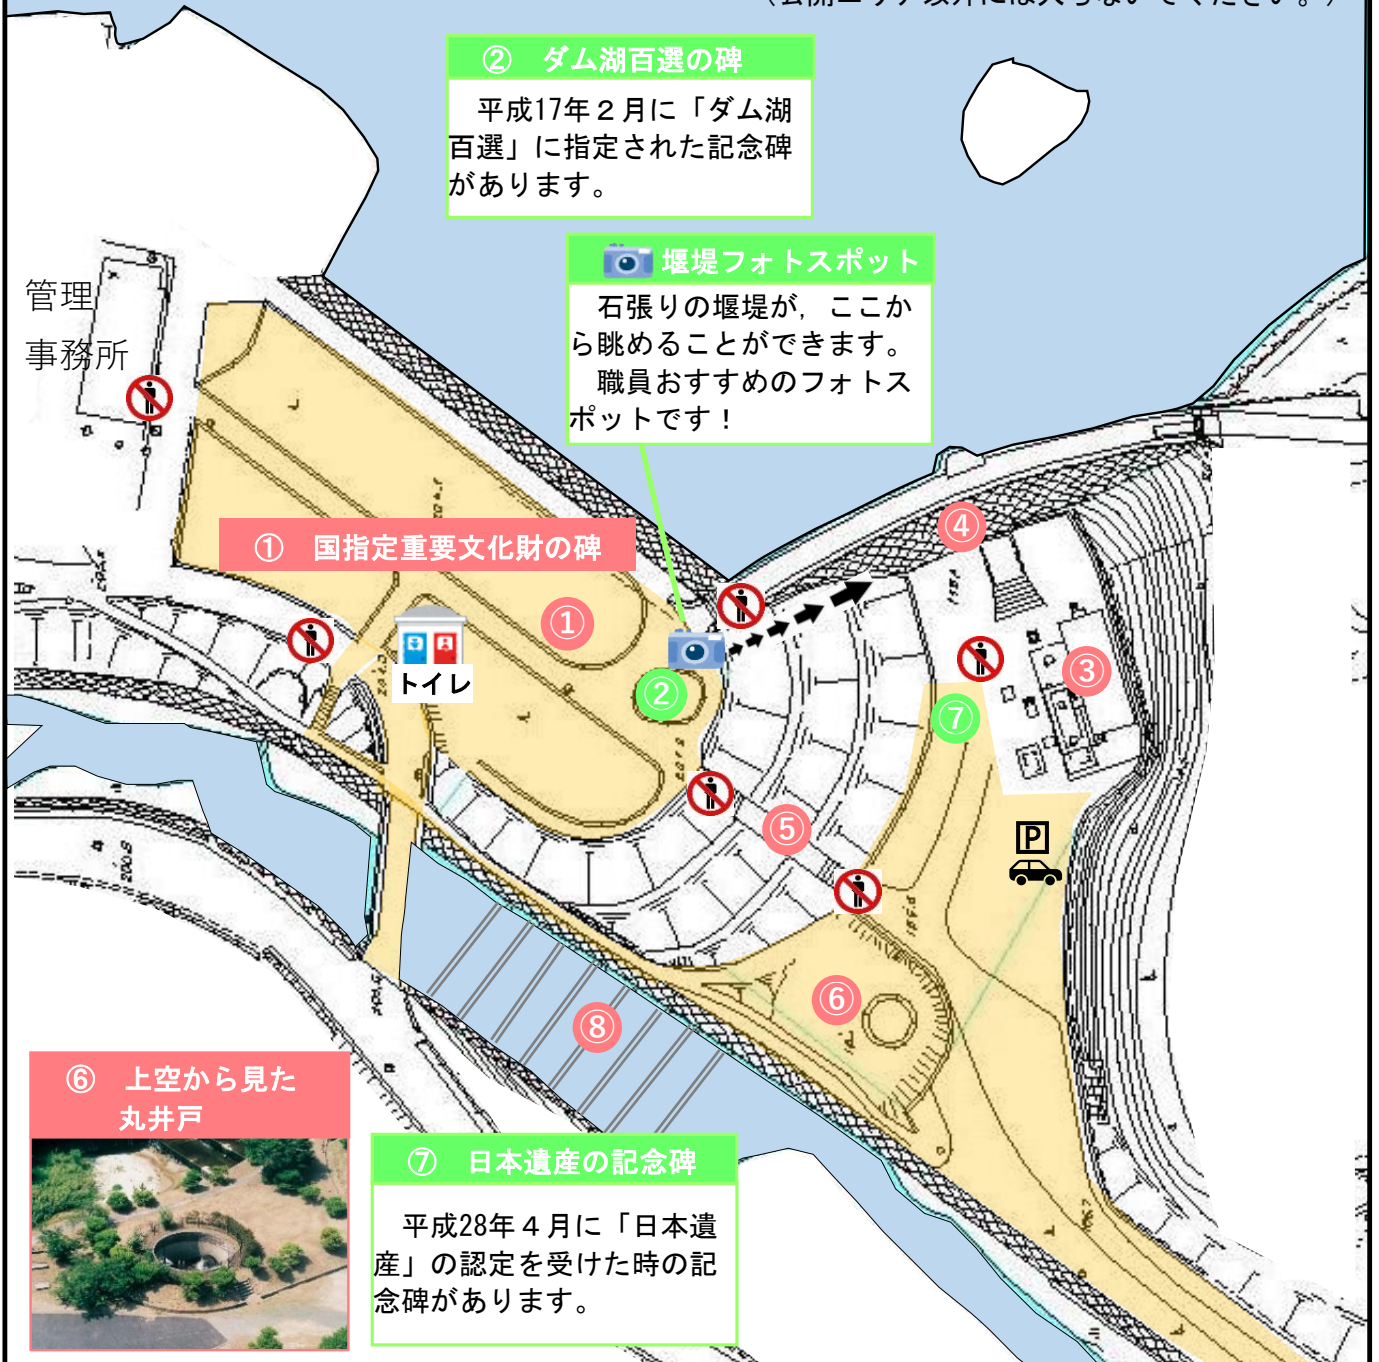 ② ダム湖百選の碑
平成17年2月に「ダム湖
百選」に指定された記念碑
があります。
堰堤フォトスポット
石張りの堰堤が，ここか
ら眺めることができます。
職員おすすめのフォトス
ポットです！
管理
事務所
① 国指定重要文化財の碑
④
①
トイレ
③
②
⑦
⑤
P
⑥
⑧
⑥ 上空から見た
丸井戸
⑦ 日本遺産の記念碑
平成28年4月に「日本遺
産」の認定を受けた時の記
念碑があります。